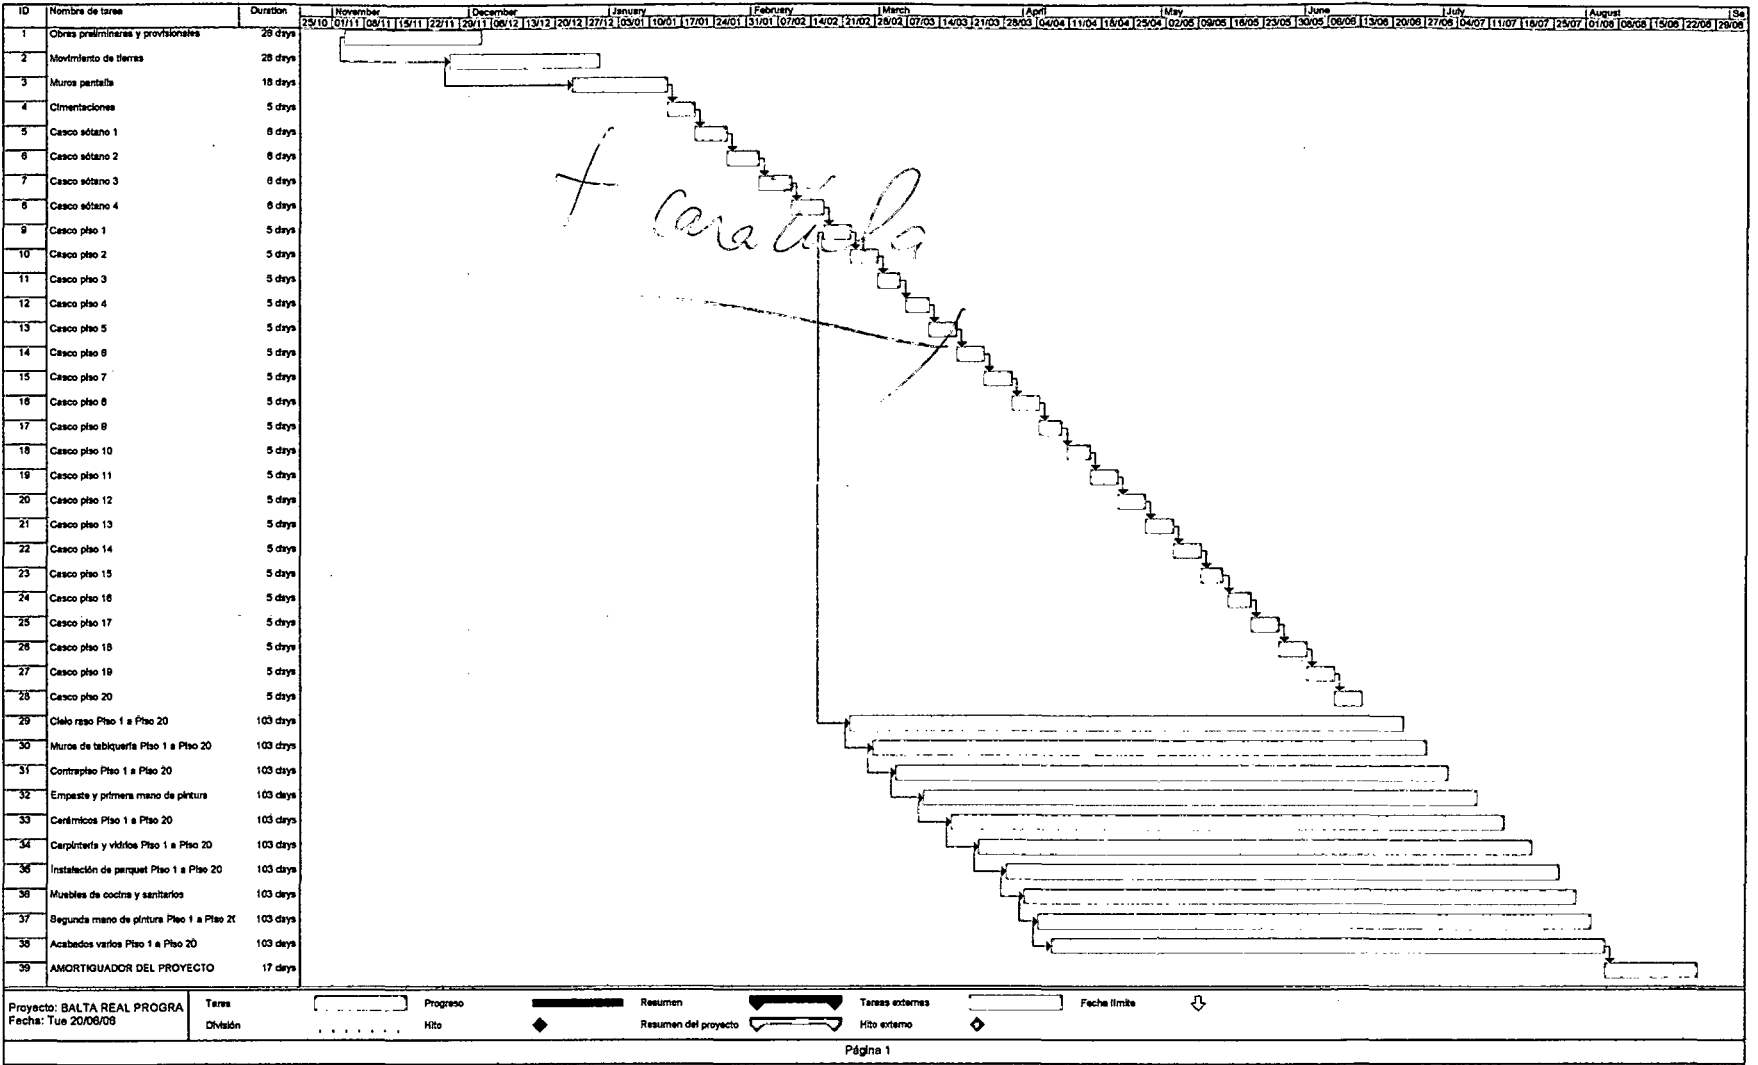 ID Nombre de tarea Duration November December January February March April May June July August Se
25/10 01/11 08/11 15/11 22/11 29/11 06/12 13/12 20/12 27/12 03/01 10/01 17/01 24/01 31/01 07/02 14/02 21/02 28/02 07/03 14/03 21/03 28/03 04/04 11/04 18/04 25/04 02/05 09/05 16/05 23/05 30/05 06/06 13/06 20/06 27/06 04/07 11/07 18/07 25/07 01/08 08/08 15/08 22/08 29/08
1 Obras preliminares y provisionales 26 days
2 Movimiento de tierras 28 days
3 Muros pantalla 18 days
4 Cimentaciones 5 days
5 Casco sótano 1 6 days
6 Casco sótano 2 6 days
7 Casco sótano 3 6 days
8 Casco sótano 4 6 days
+ carátula
9 Casco piso 1 5 days
10 Casco piso 2 5 days
11 Casco piso 3 5 days
12 Casco piso 4 5 days
13 Casco piso 5 5 days
14 Casco piso 6 5 days
15 Casco piso 7 5 days
16 Casco piso 8 5 days
17 Casco piso 9 5 days
18 Casco piso 10 5 days
19 Casco piso 11 5 days
20 Casco piso 12 5 days
21 Casco piso 13 5 days
22 Casco piso 14 5 days
23 Casco piso 15 5 days
24 Casco piso 16 5 days
25 Casco piso 17 5 days
26 Casco piso 18 5 days
27 Casco piso 19 5 days
28 Casco piso 20 5 days
29 Cielo raso Piso 1 a Piso 20 103 days
30 Muros de tabiquería Piso 1 a Piso 20 103 days
31 Contrapiso Piso 1 a Piso 20 103 days
32 Empaste y primera mano de pintura 103 days
33 Cerámicos Piso 1 a Piso 20 103 days
34 Carpintería y vidrios Piso 1 a Piso 20 103 days
35 Instalación de parquet Piso 1 a Piso 20 103 days
36 Muebles de cocina y sanitarios 103 days
37 Segunda mano de pintura Piso 1 a Piso 2( 103 days
38 Acabados varios Piso 1 a Piso 20 103 days
39 AMORTIGUADOR DEL PROYECTO 17 days
Proyecto: BALTA REAL PROGRA
Fecha: Tue 20/06/06
Tarea Progreso Resumen Tareas externas Fecha límite
División Hito Resumen del proyecto Hito externo
Página 1